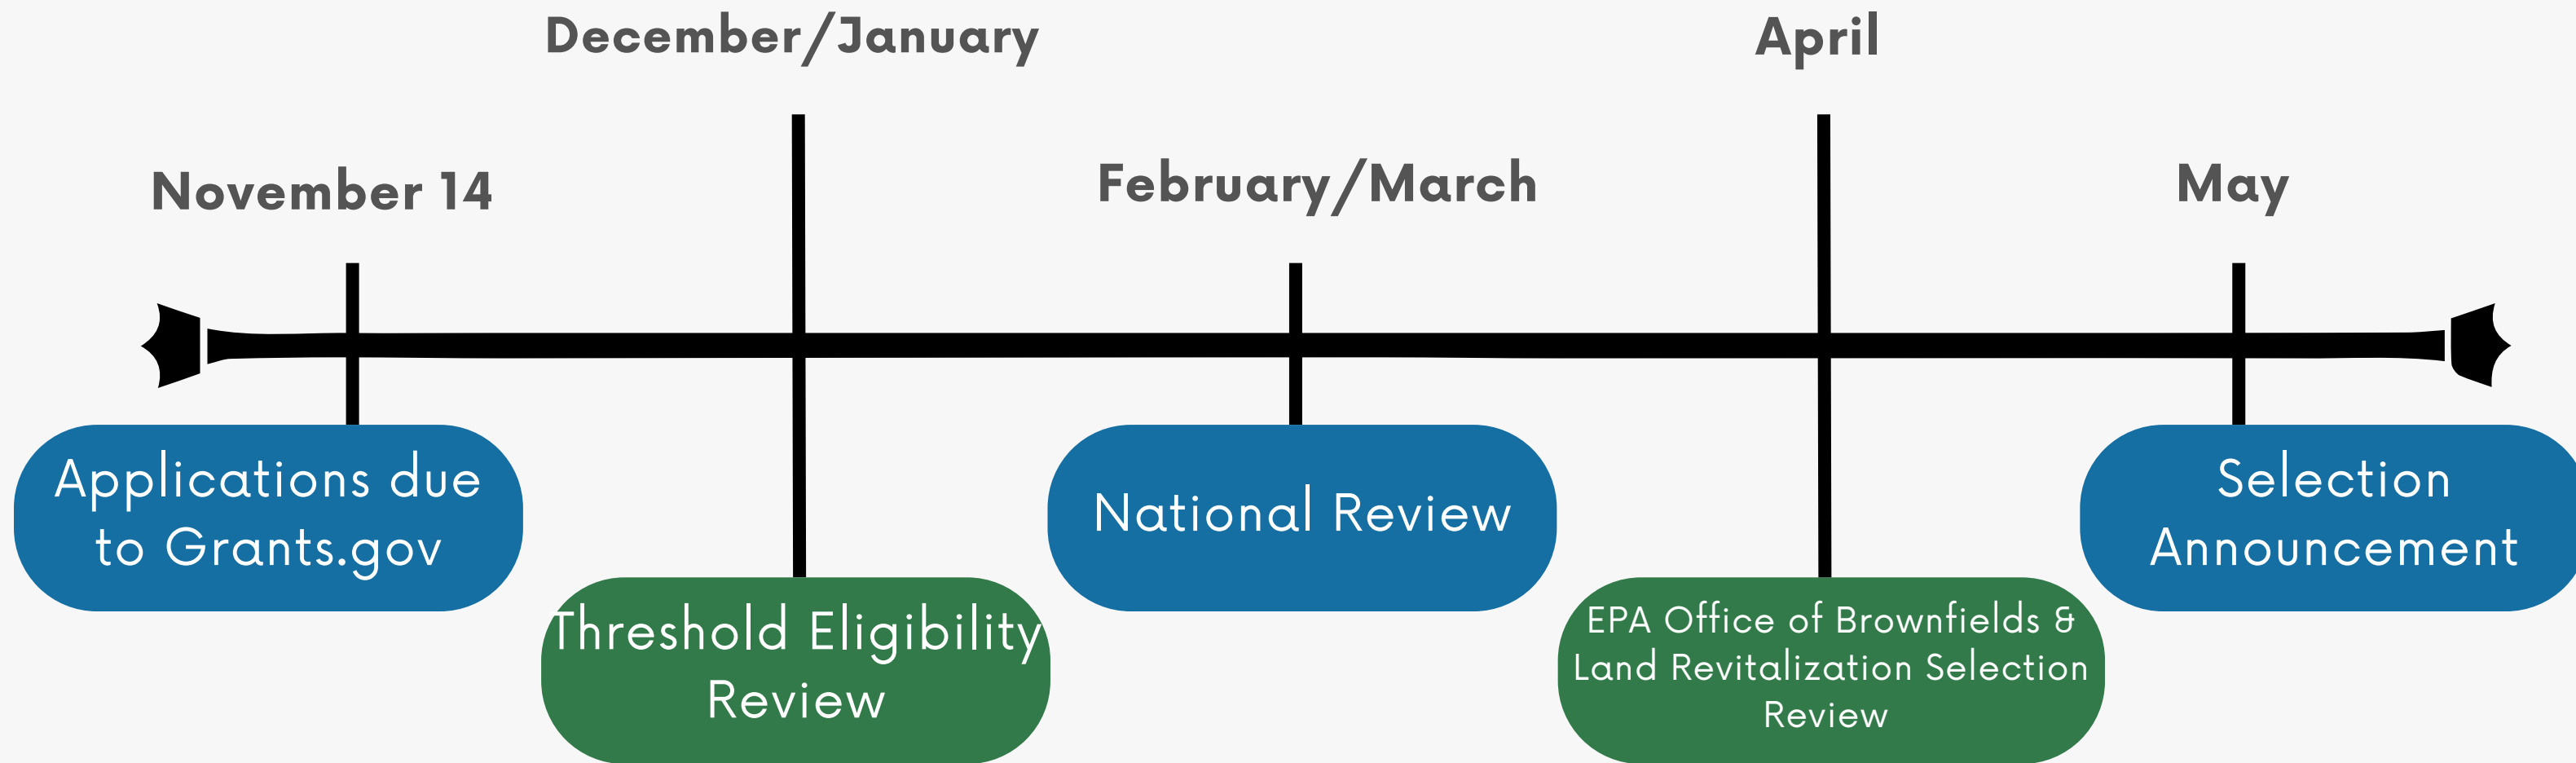 December/January
April
November 14
February/March
May
Applications due
to Grants.gov
Threshold Eligibility
Review
National Review
EPA Office of Brownfields &
Land Revitalization Selection
Review
Selection
Announcement